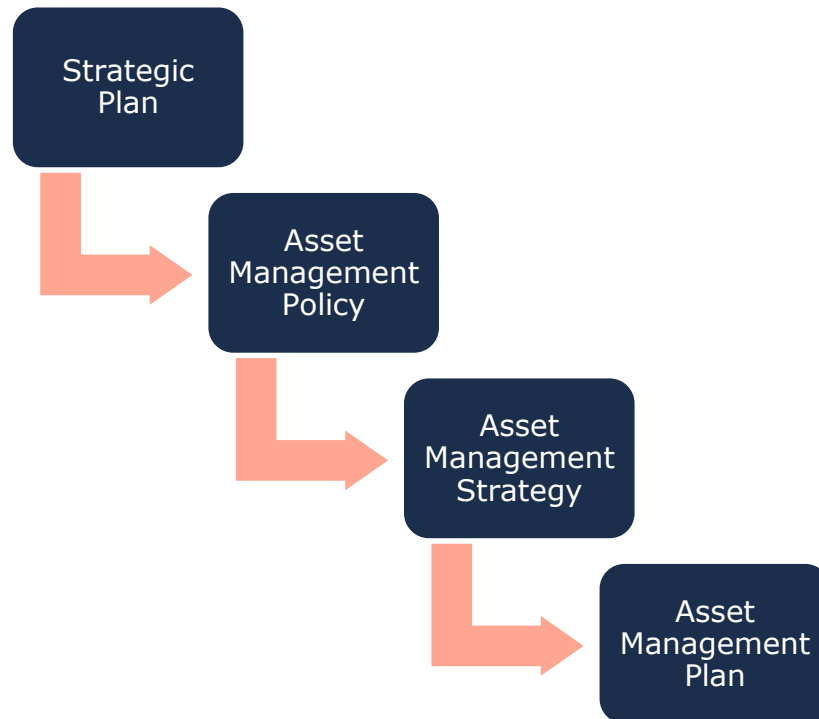 Strategic
Plan
Asset
Management
Policy
Asset
Management
Strategy
Asset
Management
Plan